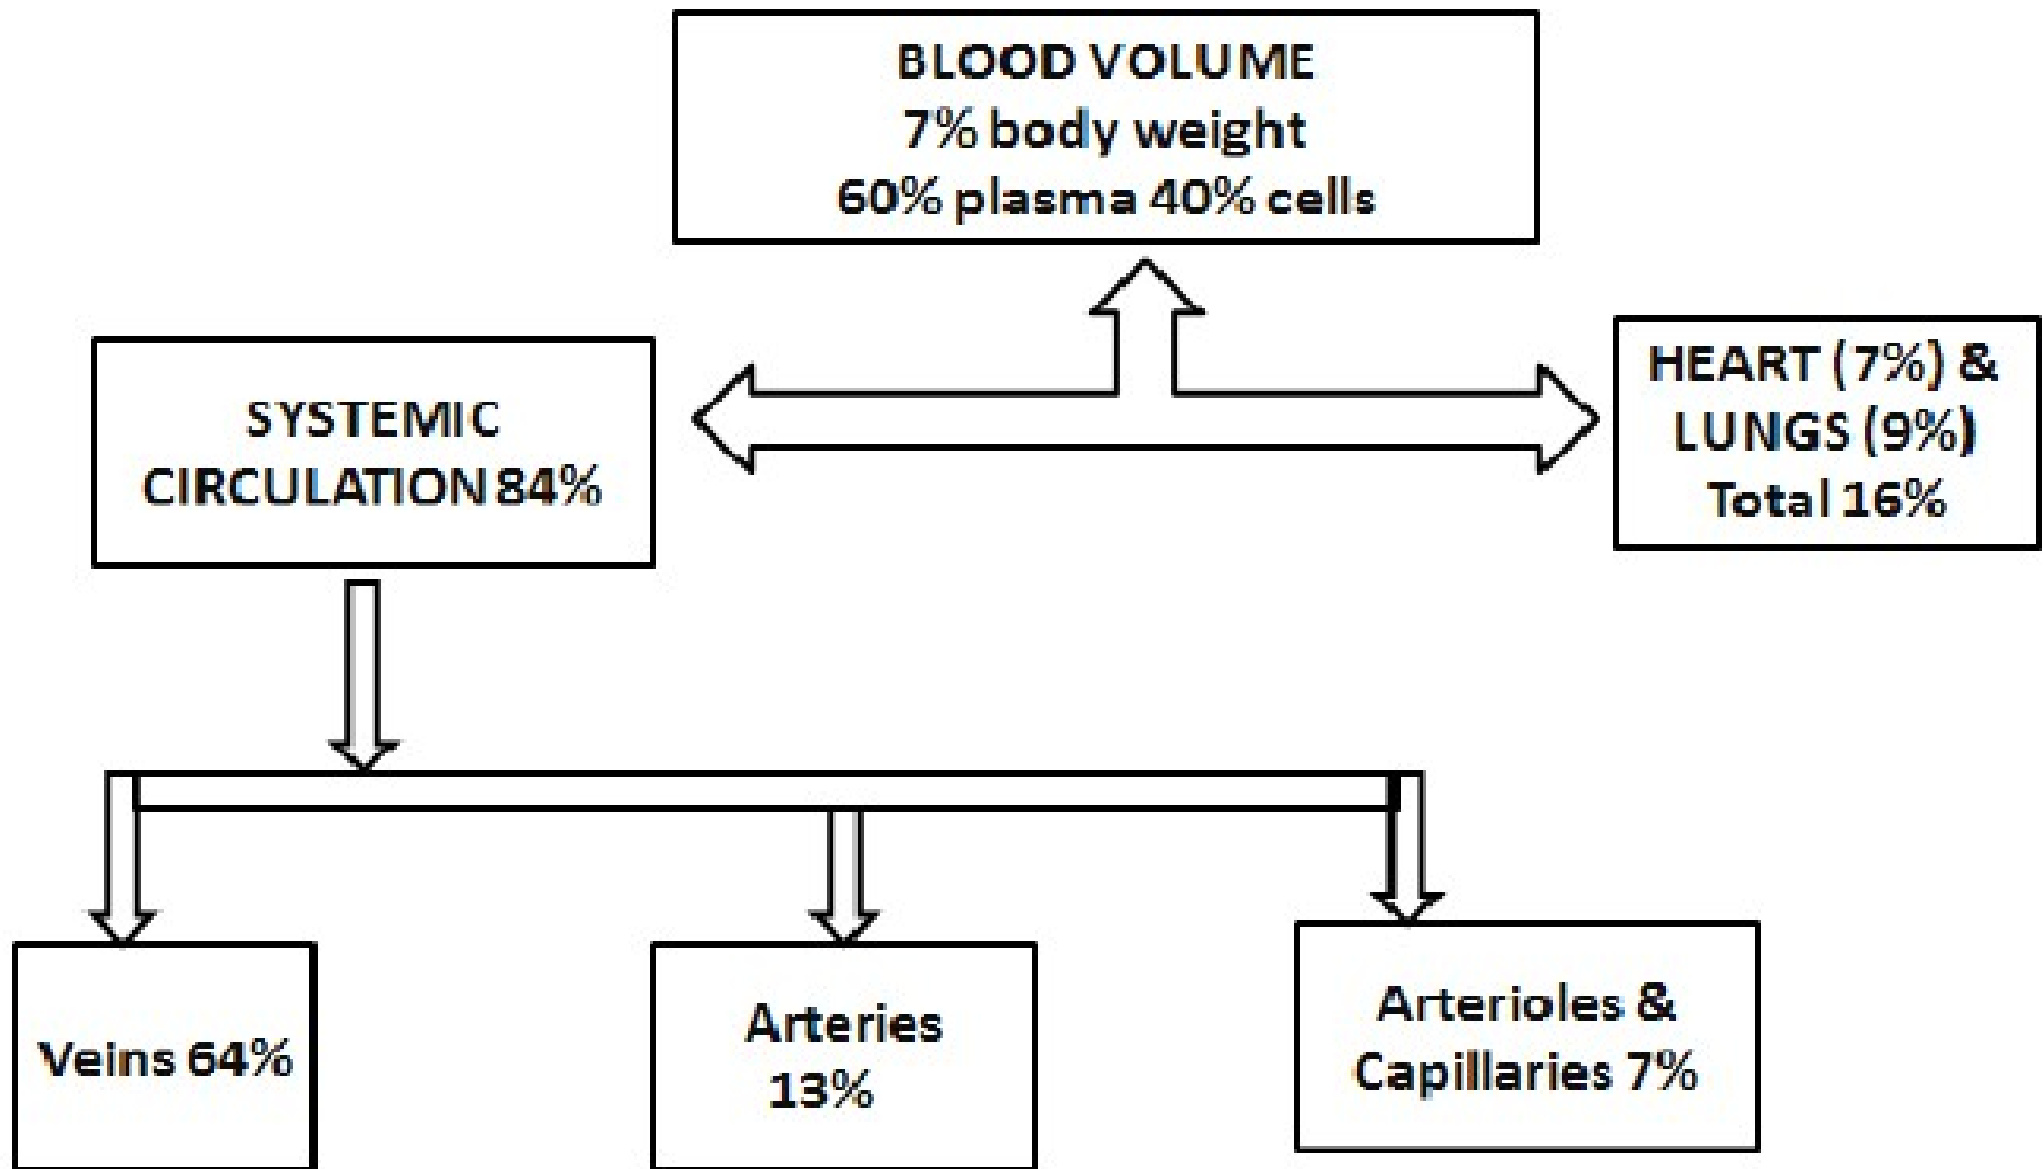 BLOOD VOLUME
7% body weight
60% plasma 40% cells
SYSTEMIC
CIRCULATION 84%
HEART (7%) &
LUNGS (9%)
Total 16%
Veins 64%
Arteries
13%
Arterioles &
Capillaries 7%